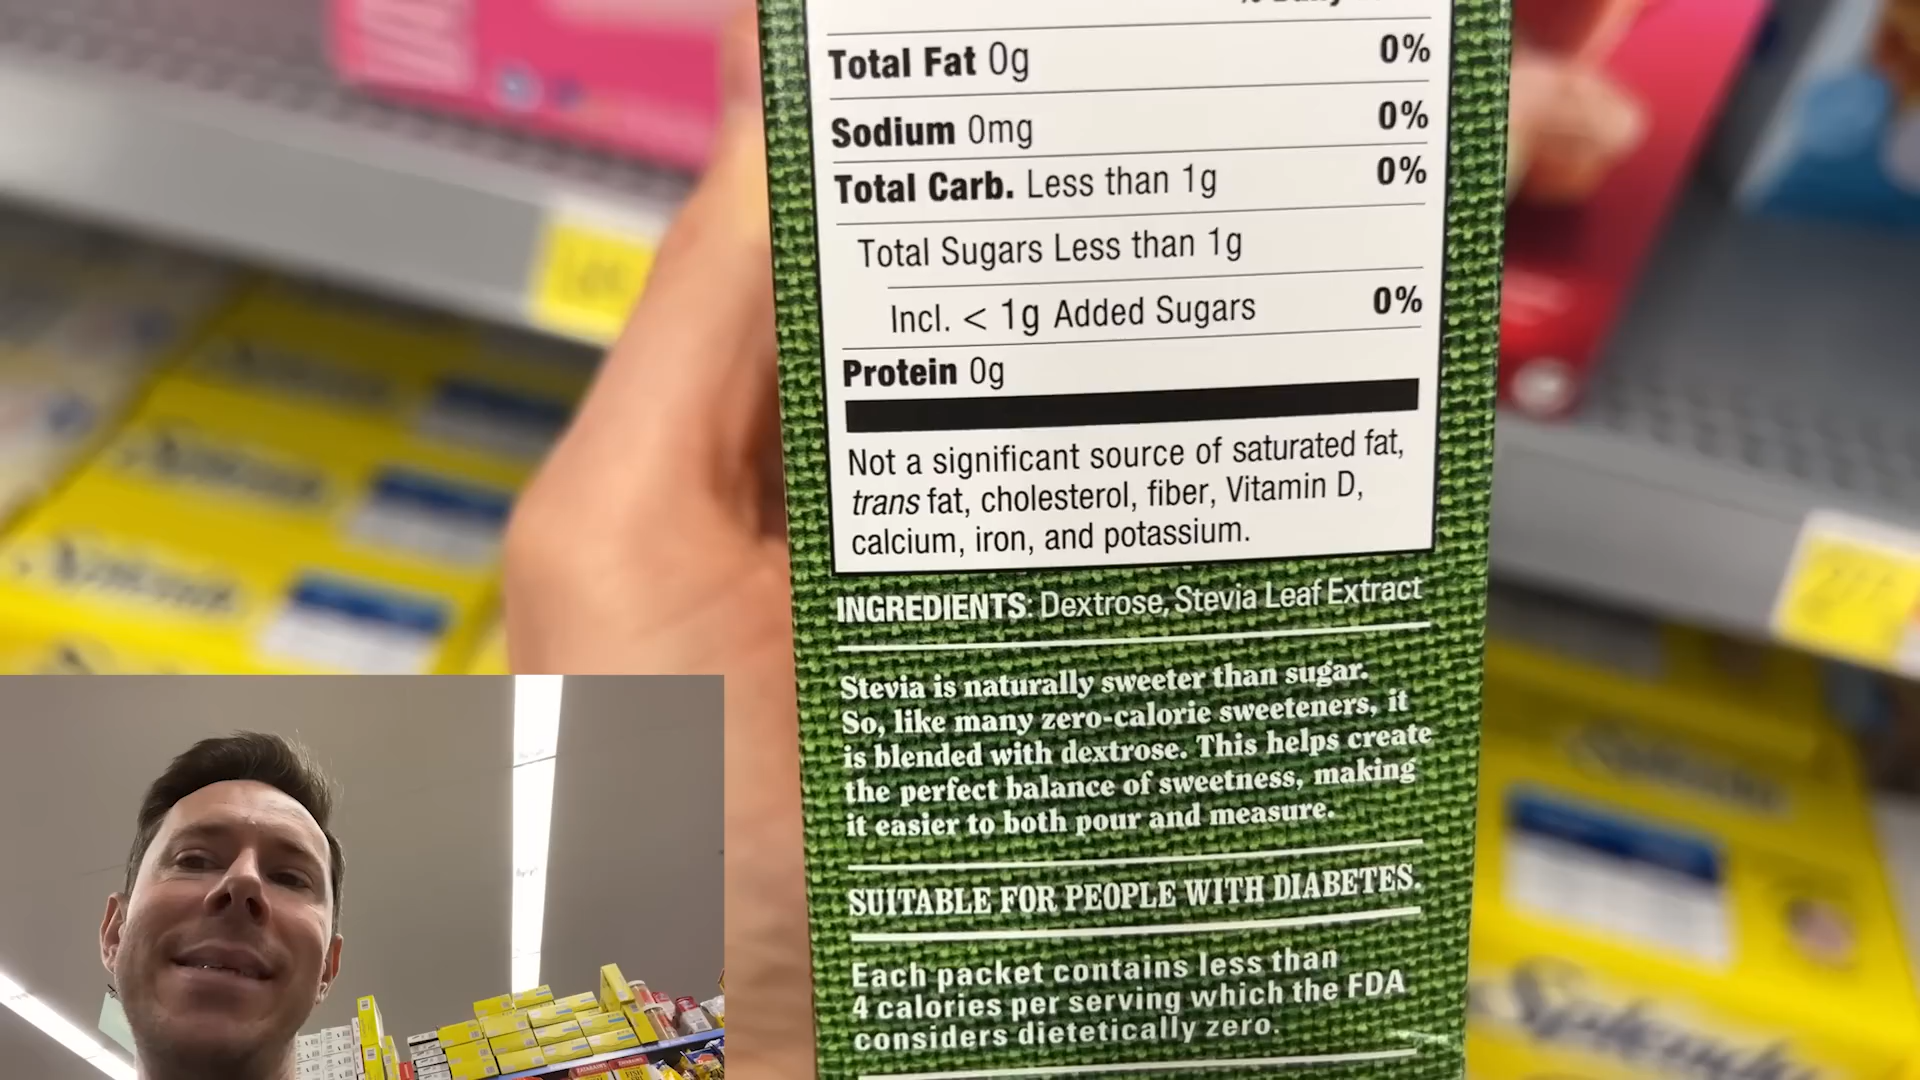 Total Fat 0g 0%
Sodium 0mg 0%
Total Carb. Less than 1g 0%
Total Sugars Less than 1g
Incl. < 1g Added Sugars 0%
Protein 0g
Not a significant source of saturated fat,
trans fat, cholesterol, fiber, Vitamin D,
calcium, iron, and potassium.
INGREDIENTS: Dextrose, Stevia Leaf Extract
Stevia is naturally sweeter than sugar.
So, like many zero-calorie sweeteners, it
is blended with dextrose. This helps create
the perfect balance of sweetness, making
it easier to both pour and measure.
SUITABLE FOR PEOPLE WITH DIABETES.
Each packet contains less than
4 calories per serving which the FDA
considers dietetically zero.
Splenda